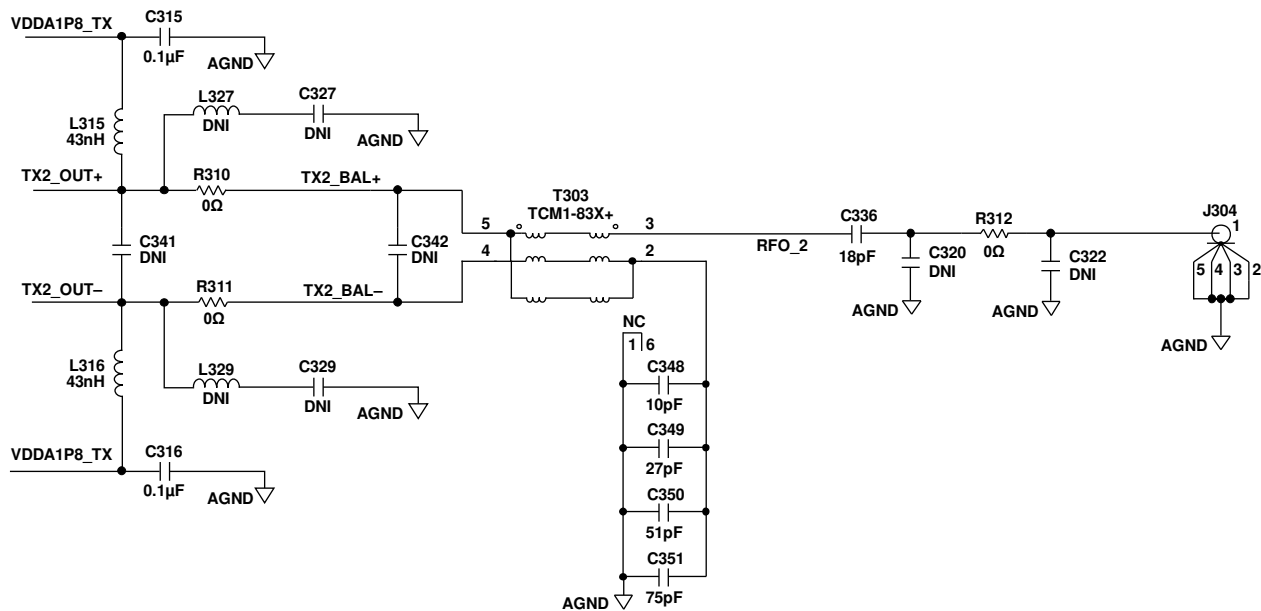 VDDA1P8_TX
C315
0.1µF
AGND
L327
DNI
C327
DNI
AGND
L315
43nH
TX2_OUT+
R310
0Ω
TX2_BAL+
C341
DNI
C342
DNI
TX2_OUT–
R311
0Ω
TX2_BAL–
L316
43nH
L329
DNI
C329
DNI
AGND
VDDA1P8_TX
C316
0.1µF
AGND
T303
TCM1-83X+
5
3
4
2
RFO_2
C336
18pF
C320
DNI
AGND
R312
0Ω
C322
DNI
AGND
J304
1
5 4 3 2
AGND
NC
1 6
C348
10pF
C349
27pF
C350
51pF
C351
75pF
AGND